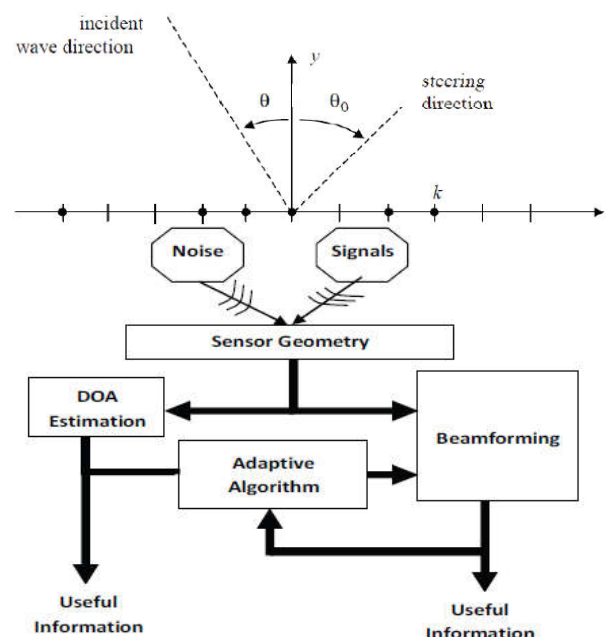 incident
wave direction
y
steering
direction
θ
θ0
k
Noise
Signals
Sensor Geometry
DOA
Estimation
Beamforming
Adaptive
Algorithm
Useful
Information
Useful
Information